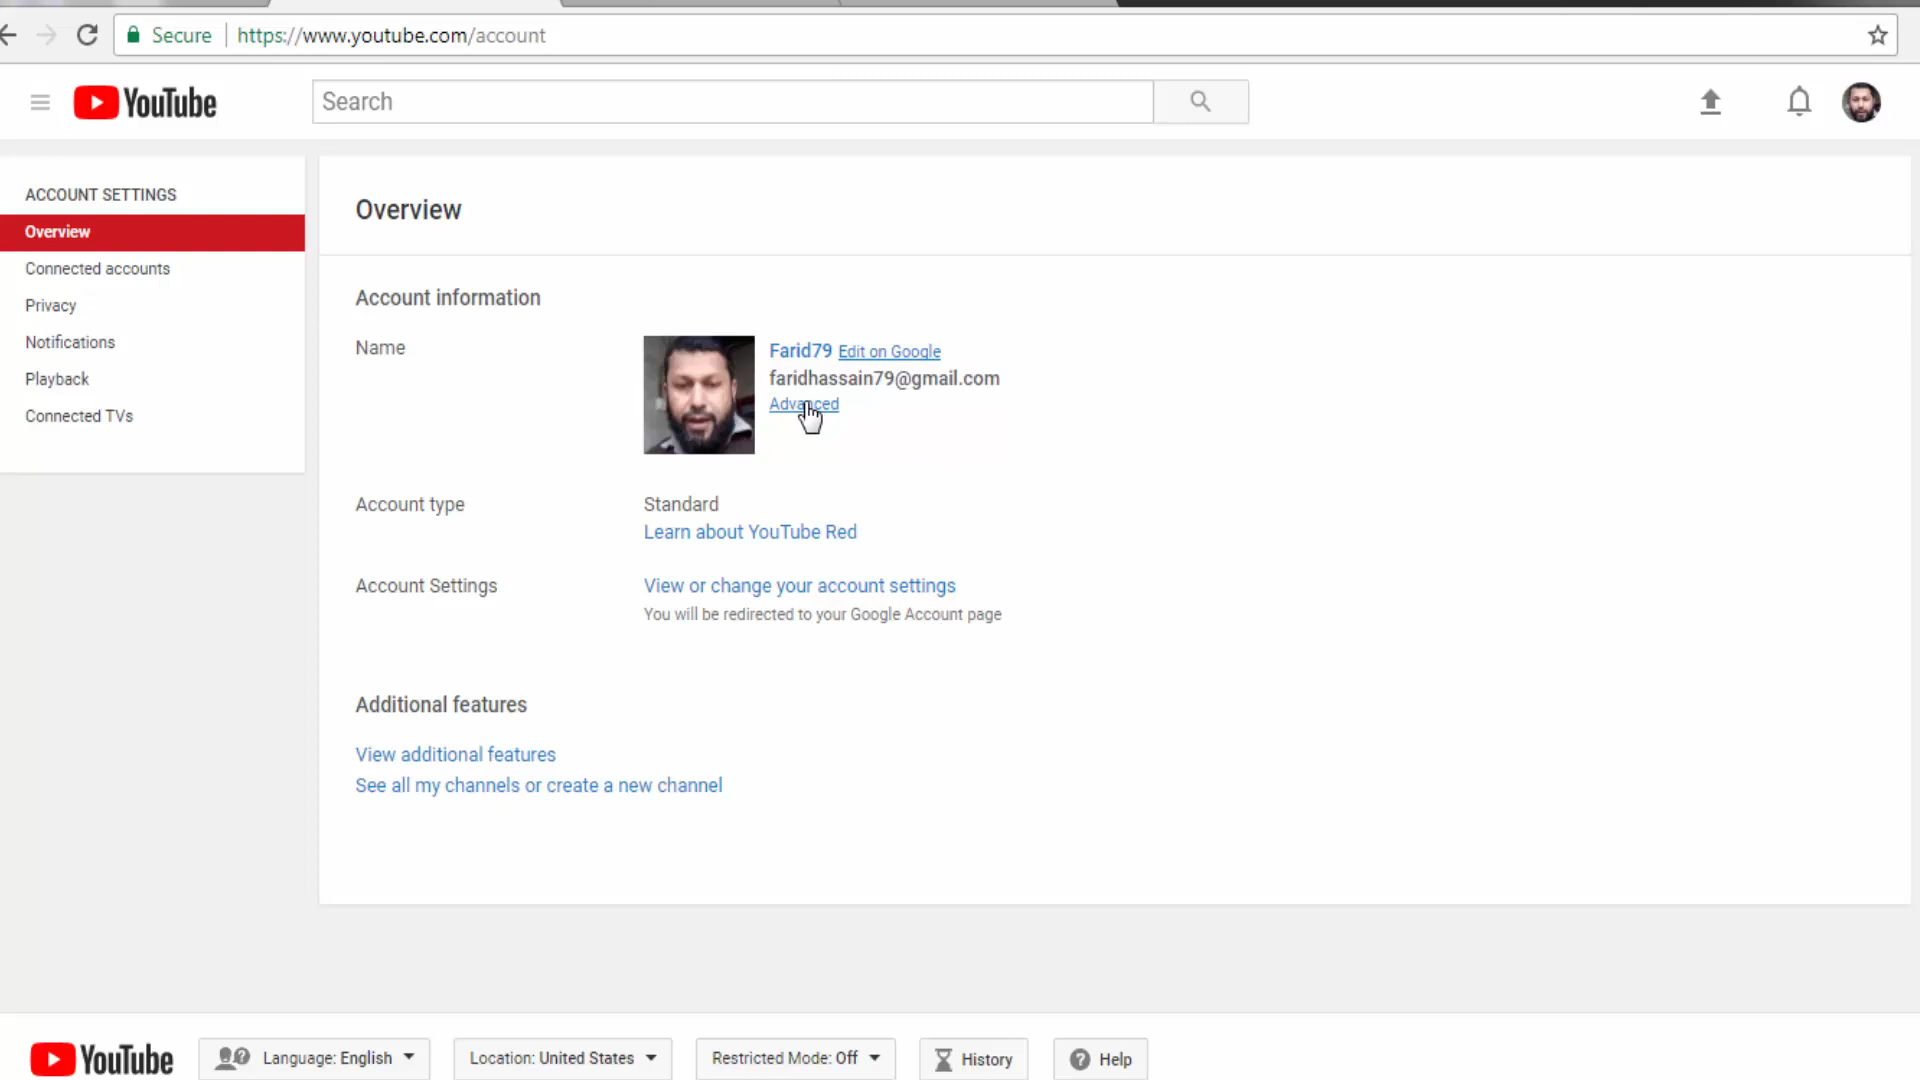 Secure https://www.youtube.com/account
YouTube
Search
ACCOUNT SETTINGS
Overview
Connected accounts
Privacy
Notifications
Playback
Connected TVs
Overview
Account information
Name
Farid79 Edit on Google
faridhassain79@gmail.com
Advanced
Account type
Standard
Learn about YouTube Red
Account Settings
View or change your account settings
You will be redirected to your Google Account page
Additional features
View additional features
See all my channels or create a new channel
YouTube
Language: English
Location: United States
Restricted Mode: Off
History
Help